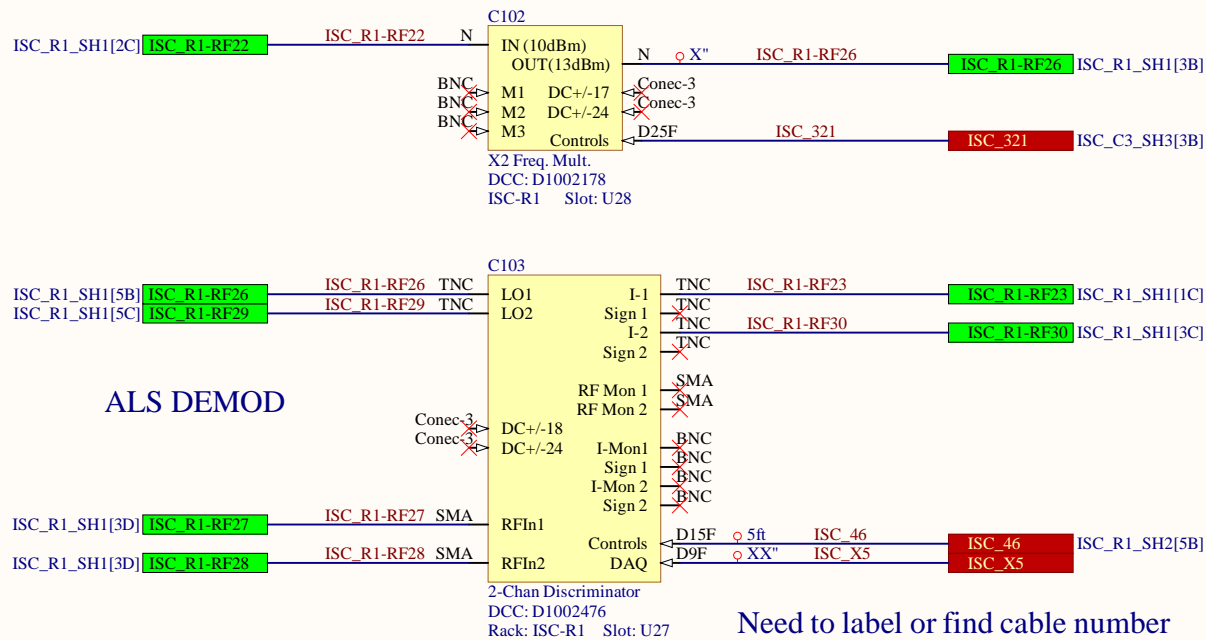 C102
ISC_R1_SH1[2C] ISC_R1-RF22 ISC_R1-RF22 N IN (10dBm)
OUT(13dBm) N X" ISC_R1-RF26 ISC_R1-RF26 ISC_R1_SH1[3B]
BNC M1 DC+/-17 Conec-3
BNC M2 DC+/-24 Conec-3
BNC M3
Controls D25F ISC_321 ISC_321 ISC_C3_SH3[3B]
X2 Freq. Mult.
DCC: D1002178
ISC-R1 Slot: U28
C103
ISC_R1_SH1[5B] ISC_R1-RF26 ISC_R1-RF26 TNC LO1 I-1 TNC ISC_R1-RF23 ISC_R1-RF23 ISC_R1_SH1[1C]
ISC_R1_SH1[5C] ISC_R1-RF29 ISC_R1-RF29 TNC LO2 Sign 1 TNC
I-2 TNC ISC_R1-RF30 ISC_R1-RF30 ISC_R1_SH1[3C]
Sign 2 TNC
ALS DEMOD
RF Mon 1 SMA
RF Mon 2 SMA
Conec-3 DC+/-18
Conec-3 DC+/-24 I-Mon1 BNC
Sign 1 BNC
I-Mon 2 BNC
Sign 2 BNC
ISC_R1_SH1[3D] ISC_R1-RF27 ISC_R1-RF27 SMA RFIn1
Controls D15F 5ft ISC_46 ISC_46 ISC_R1_SH2[5B]
ISC_R1_SH1[3D] ISC_R1-RF28 ISC_R1-RF28 SMA RFIn2 DAQ D9F XX" ISC_X5 ISC_X5
2-Chan Discriminator
DCC: D1002476
Rack: ISC-R1 Slot: U27
Need to label or find cable number